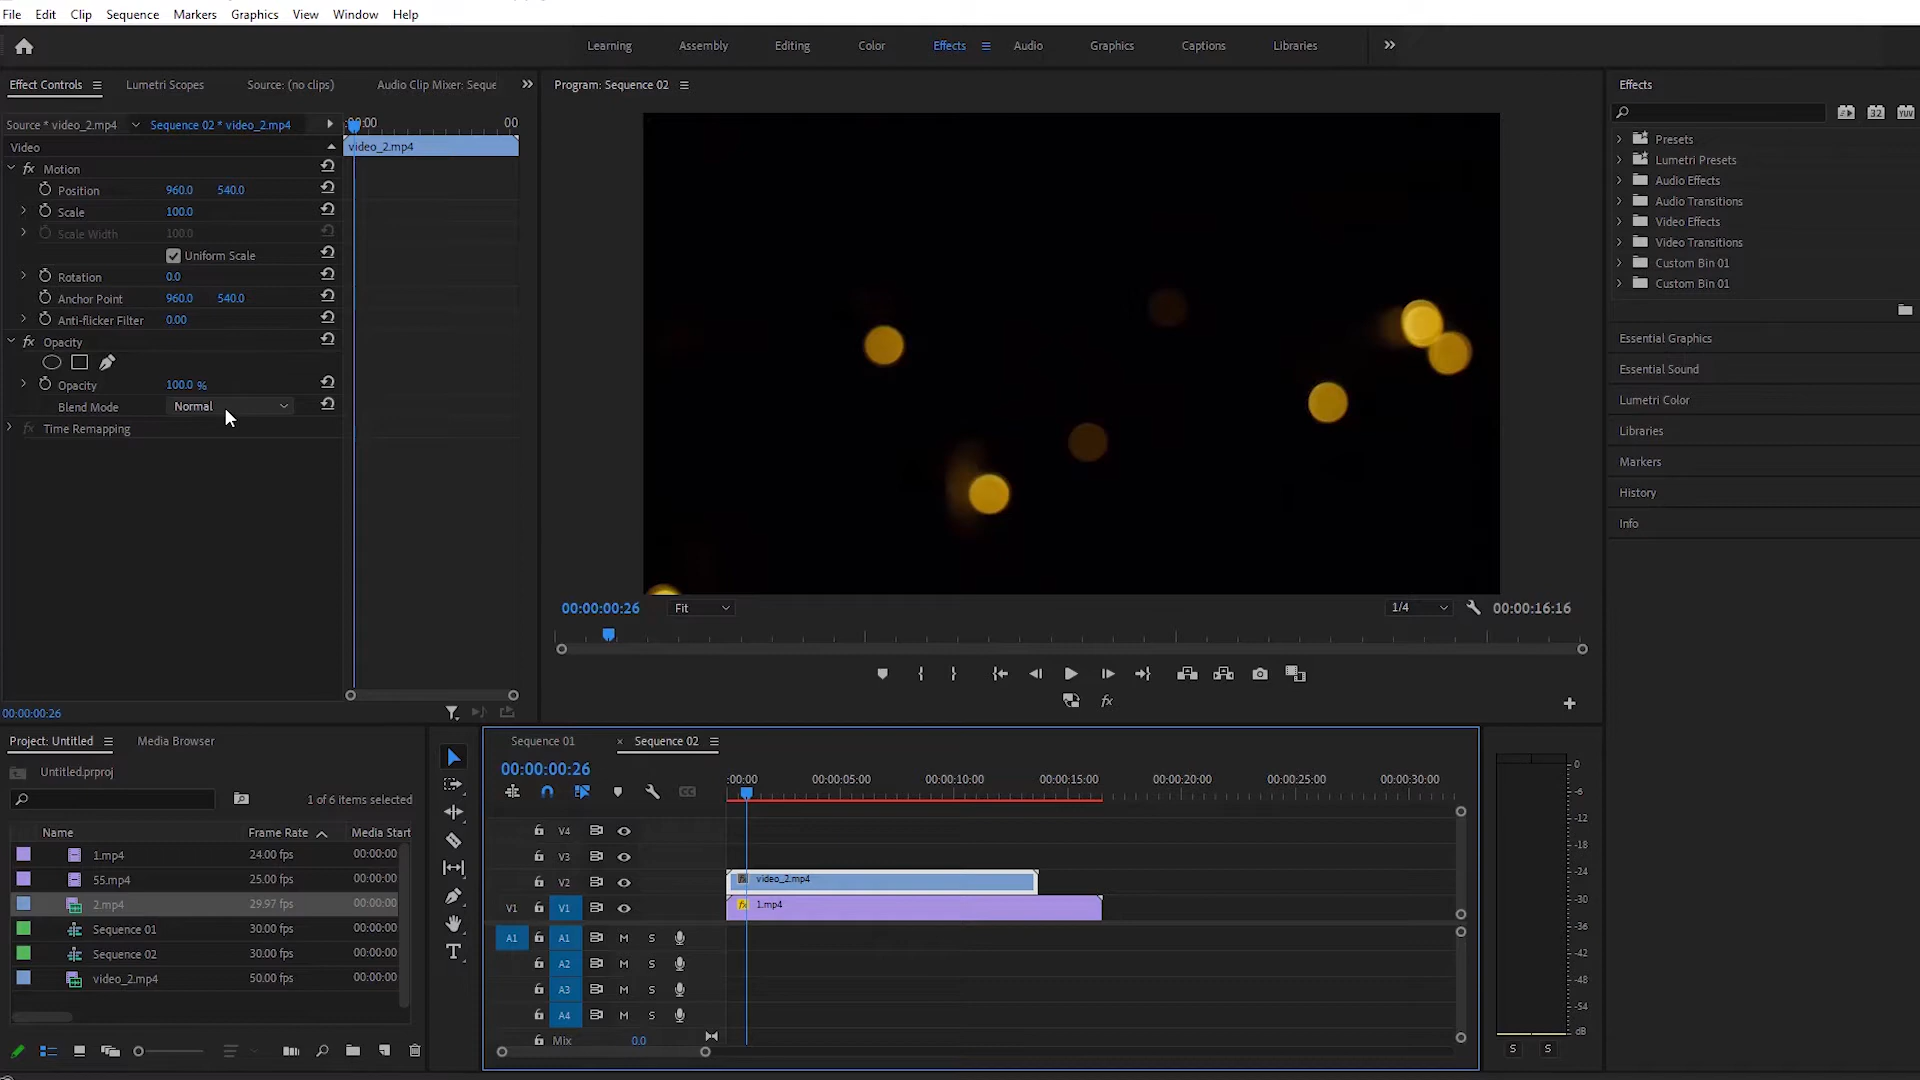 File Edit Clip Sequence Markers Graphics View Window Help
Learning Assembly Editing Color Effects Audio Graphics Captions Libraries
Effect Controls Lumetri Scopes Source: (no clips) Audio Clip Mixer: Seque
Program: Sequence 02
Effects
Source * video_2.mp4 Sequence 02 * video_2.mp4 :00:00 00
Video video_2.mp4
Motion
Position 960.0 540.0
Scale 100.0
Scale Width 100.0
Uniform Scale
Rotation 0.0
Anchor Point 960.0 540.0
Anti-flicker Filter 0.00
Opacity
Opacity 100.0 %
Blend Mode Normal
Time Remapping
00:00:00:26
00:00:00:26 Fit 1/4 00:00:16:16
32 YUV
Presets
Lumetri Presets
Audio Effects
Audio Transitions
Video Effects
Video Transitions
Custom Bin 01
Custom Bin 01
Essential Graphics
Essential Sound
Lumetri Color
Libraries
Markers
History
Info
Project: Untitled Media Browser
Untitled.prproj
1 of 6 items selected
Name Frame Rate Media Start
1.mp4 24.00 fps 00:00:00
55.mp4 25.00 fps 00:00:00
2.mp4 29.97 fps 00:00:00
Sequence 01 30.00 fps 00:00:00
Sequence 02 30.00 fps 00:00:00
video_2.mp4 50.00 fps 00:00:00
Sequence 01 × Sequence 02
00:00:00:26
:00:00 00:00:05:00 00:00:10:00 00:00:15:00 00:00:20:00 00:00:25:00 00:00:30:00
V4
V3
V2 fx video_2.mp4
V1 V1 fx 1.mp4
A1 A1 M S
A2 M S
A3 M S
A4 M S
Mix 0.0
0
-6
-12
-18
-24
-30
-36
-42
-48
-54
dB
S S